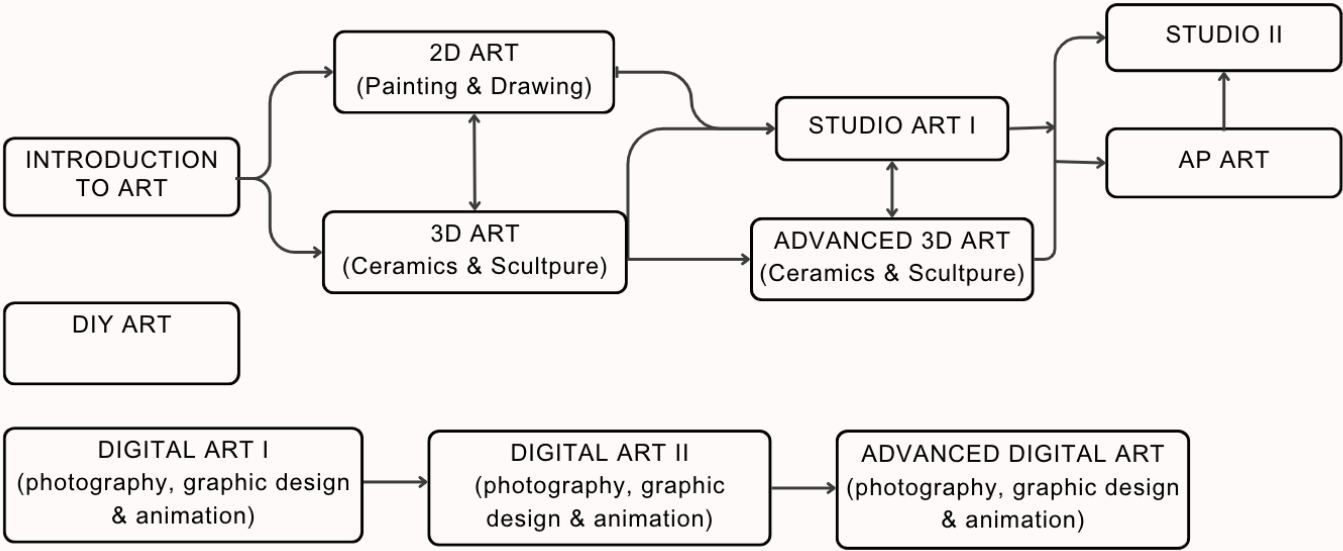 INTRODUCTION
TO ART
2D ART
(Painting & Drawing)
3D ART
(Ceramics & Scultpure)
STUDIO ART I
ADVANCED 3D ART
(Ceramics & Scultpure)
STUDIO II
AP ART
DIY ART
DIGITAL ART I
(photography, graphic design
& animation)
DIGITAL ART II
(photography, graphic
design & animation)
ADVANCED DIGITAL ART
(photography, graphic design
& animation)